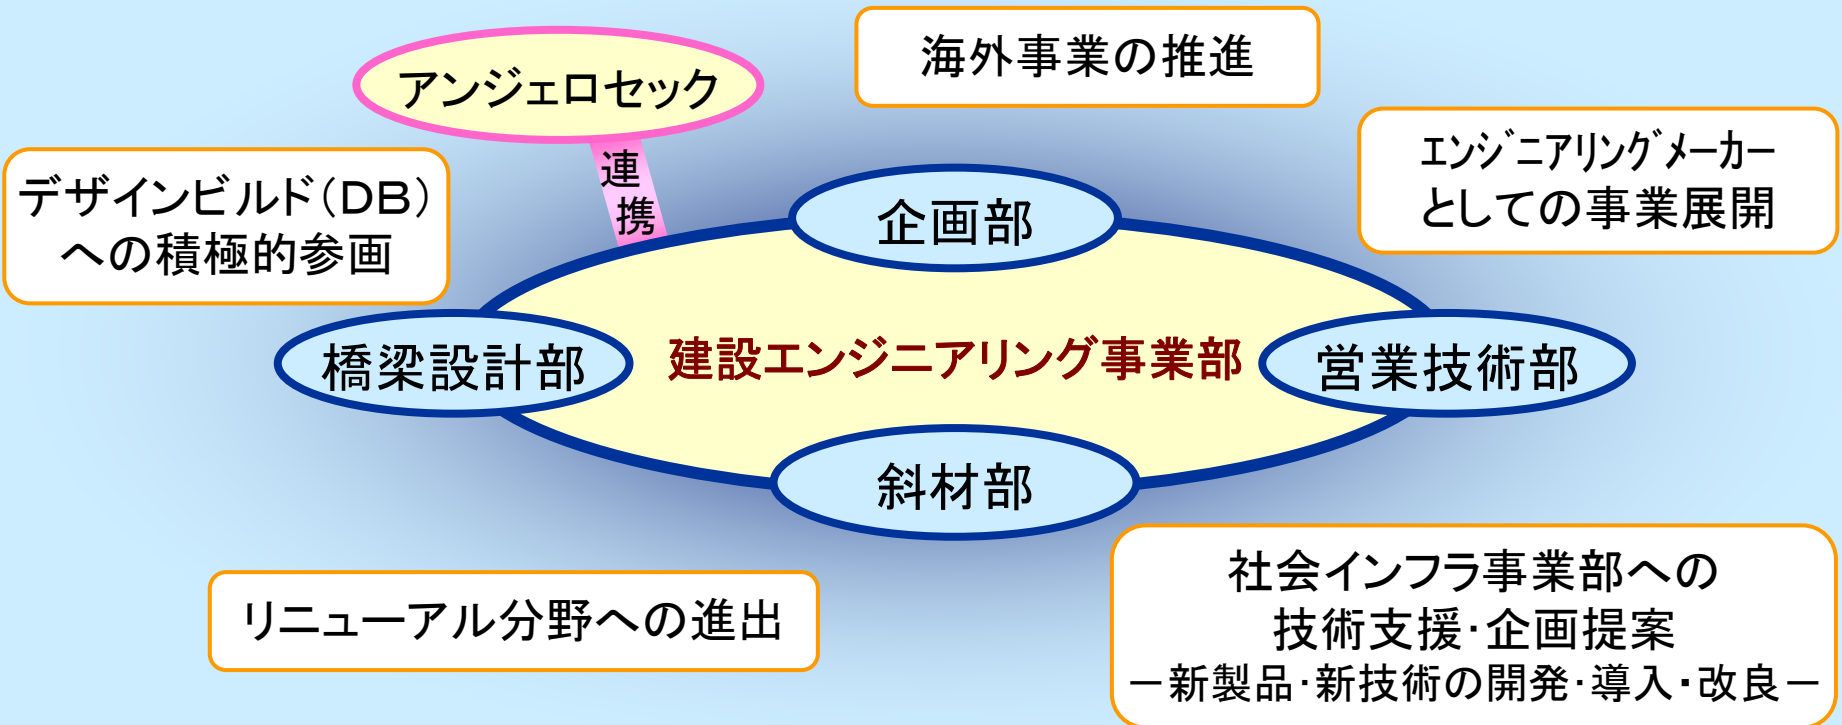 海外事業の推進
アンジェロセック
連
携
エンジニアリングメーカー
としての事業展開
デザインビルド(DB)
への積極的参画
企画部
橋梁設計部
建設エンジニアリング事業部
営業技術部
斜材部
リニューアル分野への進出
社会インフラ事業部への
技術支援・企画提案
－新製品・新技術の開発・導入・改良－